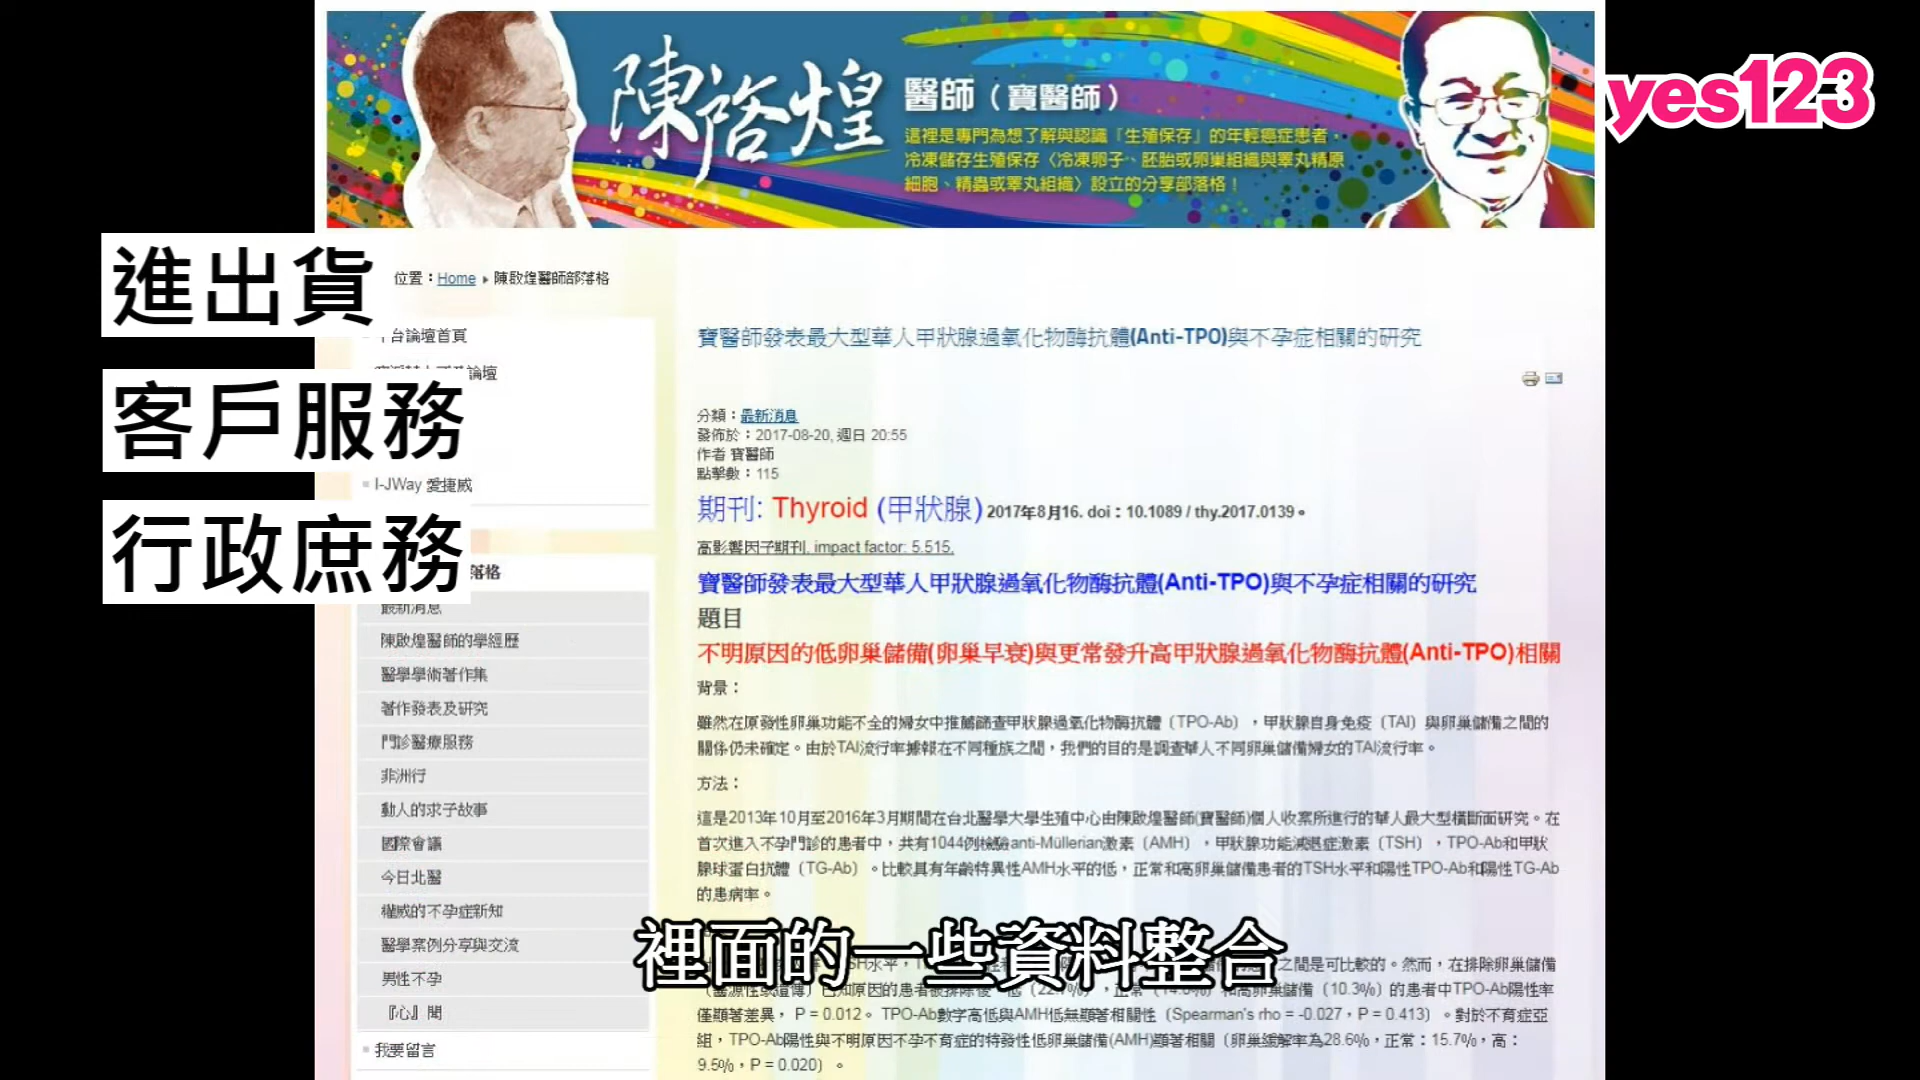 陳啓煌
醫師（寶醫師）
這裡是專門為想了解與認識『生殖保存』的年輕癌症患者，
冷凍儲存生殖保存〈冷凍卵子、胚胎或卵巢組織與睪丸精原
細胞、精蟲或睪丸組織〉設立的分享部落格！
yes123
進出貨
客戶服務
行政庶務
位置：Home ▸ 陳啟煌醫師部落格
台論壇首頁
論壇
I-JWay 愛捷威
落格
最新消息
陳啟煌醫師的學經歷
醫學學術著作集
著作發表及研究
門診醫療服務
非洲行
動人的求子故事
國際會議
今日北醫
權威的不孕症新知
醫學案例分享與交流
男性不孕
『心』聞
我要留言
寶醫師發表最大型華人甲狀腺過氧化物酶抗體(Anti-TPO)與不孕症相關的研究
分類：最新消息
發佈於：2017-08-20, 週日 20:55
作者 寶醫師
點擊數：115
期刊: Thyroid (甲狀腺) 2017年8月16. doi：10.1089 / thy.2017.0139。
高影響因子期刊, impact factor: 5.515,
寶醫師發表最大型華人甲狀腺過氧化物酶抗體(Anti-TPO)與不孕症相關的研究
題目
不明原因的低卵巢儲備(卵巢早衰)與更常發升高甲狀腺過氧化物酶抗體(Anti-TPO)相關
背景：
雖然在原發性卵巢功能不全的婦女中推薦篩查甲狀腺過氧化物酶抗體（TPO-Ab），甲狀腺自身免疫（TAI）與卵巢儲備之間的
關係仍未確定。由於TAI流行率據報在不同種族之間，我們的目的是調查華人不同卵巢儲備婦女的TAI流行率。
方法：
這是2013年10月至2016年3月期間在台北醫學大學生殖中心由陳啟煌醫師(寶醫師)個人收案所進行的華人最大型橫斷面研究。在
首次進入不孕門診的患者中，共有1044例檢驗anti-Müllerian激素（AMH），甲狀腺功能減退症激素（TSH），TPO-Ab和甲狀
腺球蛋白抗體（TG-Ab）。比較具有年齡特異性AMH水平的低，正常和高卵巢儲備患者的TSH水平和陽性TPO-Ab和陽性TG-Ab
的患病率。
之間是可比較的。然而，在排除卵巢儲備
（醫源性或遺傳）已知原因的患者被排除後，低（22.7%），正常（14.0%）和高卵巢儲備（10.3%）的患者中TPO-Ab陽性率
僅顯著差異， P = 0.012。 TPO-Ab數字高低與AMH低無顯著相關性（Spearman's rho = -0.027，P = 0.413）。對於不育症亞
組，TPO-Ab陽性與不明原因不孕不育症的特發性低卵巢儲備(AMH)顯著相關（卵巢緩解率為28.6%，正常：15.7%，高：
9.5%，P = 0.020）。
裡面的一些資料整合